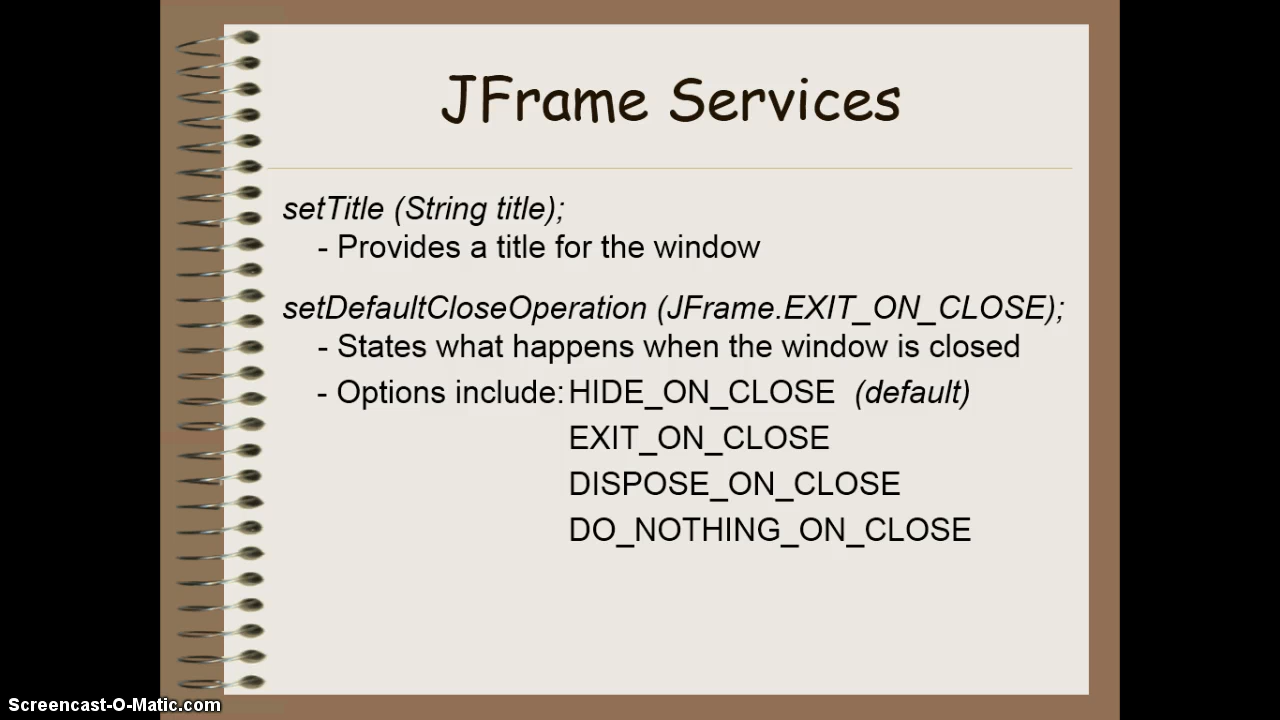 JFrame Services
setTitle (String title);
- Provides a title for the window
setDefaultCloseOperation (JFrame.EXIT_ON_CLOSE);
- States what happens when the window is closed
- Options include: HIDE_ON_CLOSE (default)
EXIT_ON_CLOSE
DISPOSE_ON_CLOSE
DO_NOTHING_ON_CLOSE
Screencast-O-Matic.com